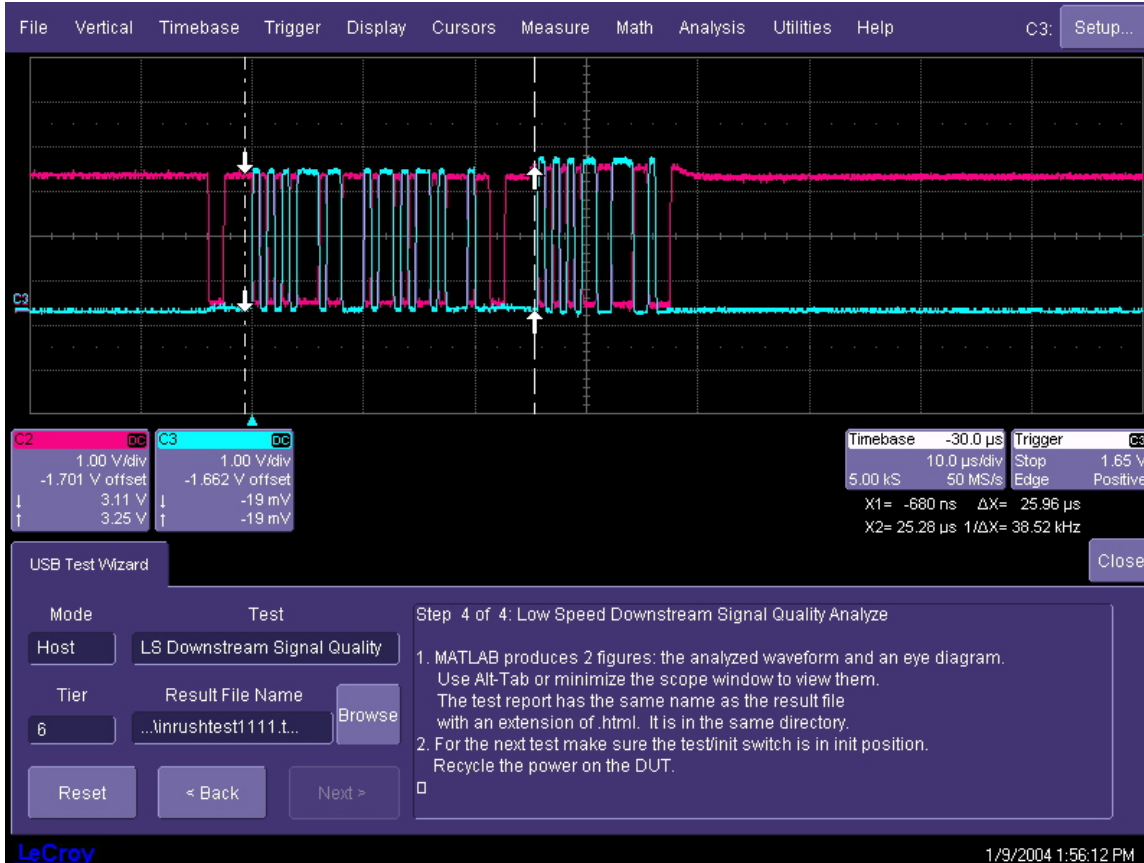 File Vertical Timebase Trigger Display Cursors Measure Math Analysis Utilities Help C3: Setup...
C3
C2 DC C3 DC Timebase -30.0 µs Trigger C3
1.00 V/div 1.00 V/div 10.0 µs/div Stop 1.65 V
-1.701 V offset -1.662 V offset 5.00 kS 50 MS/s Edge Positive
↓ 3.11 V ↓ -19 mV
↑ 3.25 V ↑ -19 mV
X1= -680 ns ΔX= 25.96 µs
X2= 25.28 µs 1/ΔX= 38.52 kHz
USB Test Wizard Close
Mode Test
Host LS Downstream Signal Quality
Tier Result File Name
6 ...\inrushtest1111.t... Browse
Reset < Back Next >
Step 4 of 4: Low Speed Downstream Signal Quality Analyze
1. MATLAB produces 2 figures: the analyzed waveform and an eye diagram.
Use Alt-Tab or minimize the scope window to view them.
The test report has the same name as the result file
with an extension of .html. It is in the same directory.
2. For the next test make sure the test/init switch is in init position.
Recycle the power on the DUT.
LeCroy 1/9/2004 1:56:12 PM